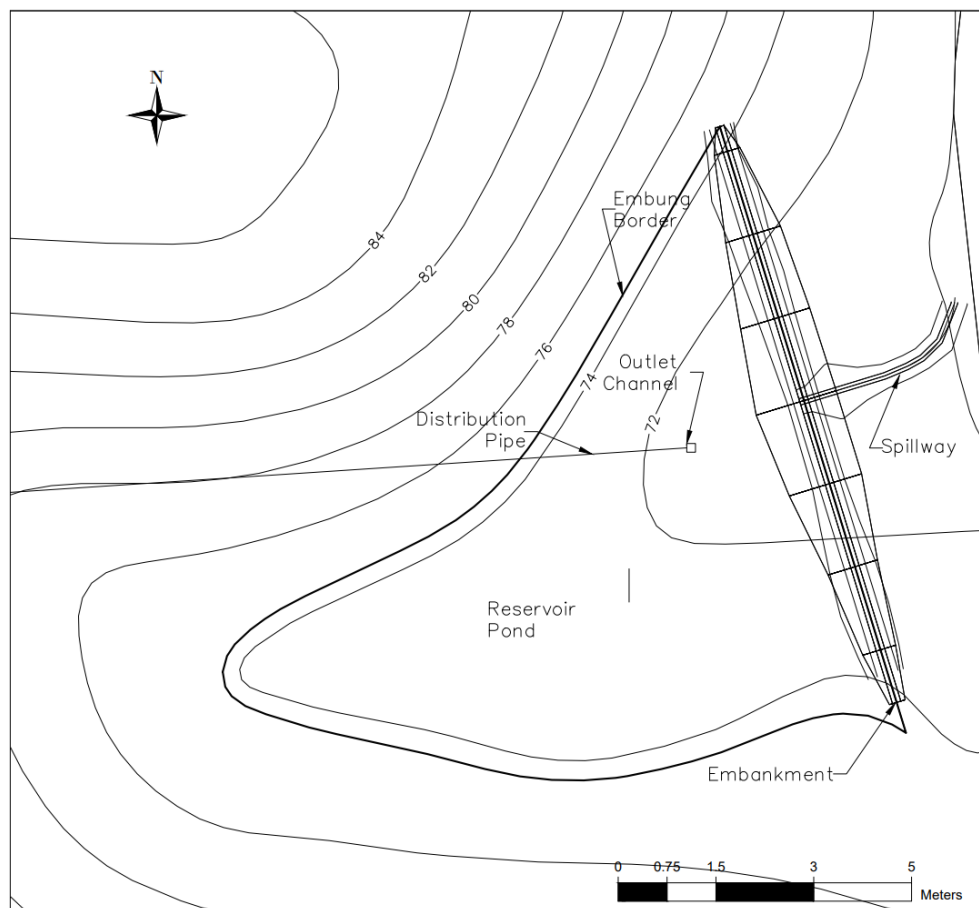 N
Embung
Border
84
82
80
78
76
74
72
Outlet
Channel
Distribution
Pipe
Spillway
Reservoir
Pond
Embankment
0 0.75 1.5 3 5
Meters